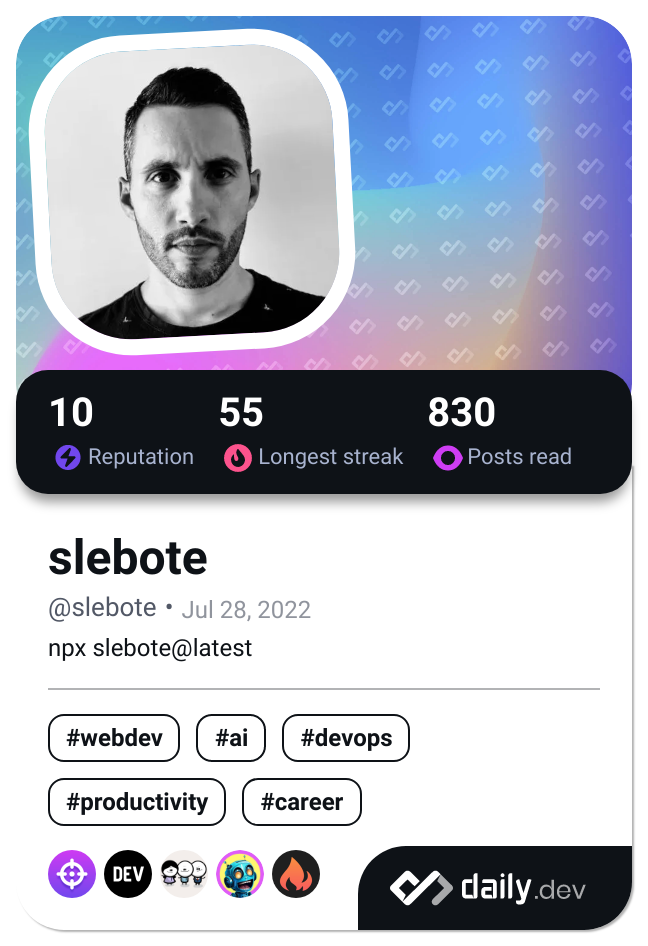 10 55 830
Reputation Longest streak Posts read
slebote
@slebote • Jul 28, 2022
npx slebote@latest
#webdev #ai #devops
#productivity #career
DEV
daily.dev